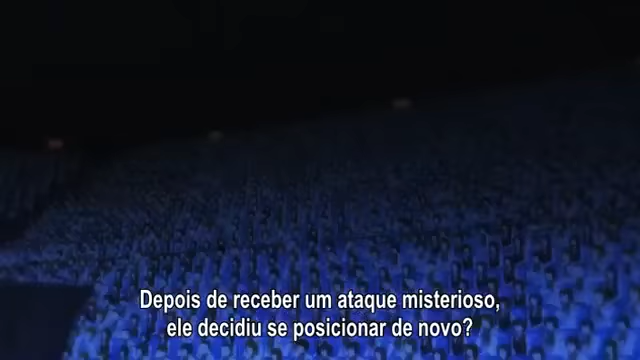 Depois de receber um ataque misterioso,
ele decidiu se posicionar de novo?